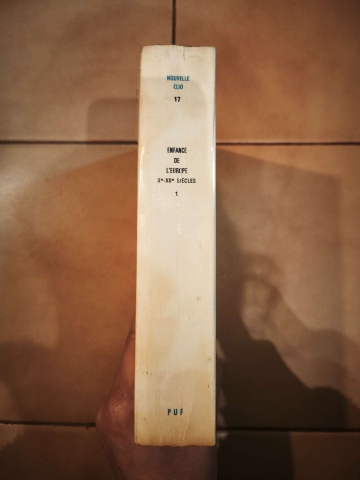 NOUVELLE
CLIO
17
ENFANCE
DE
L'EUROPE
Xe-XIIe SIÈCLES
1
PUF